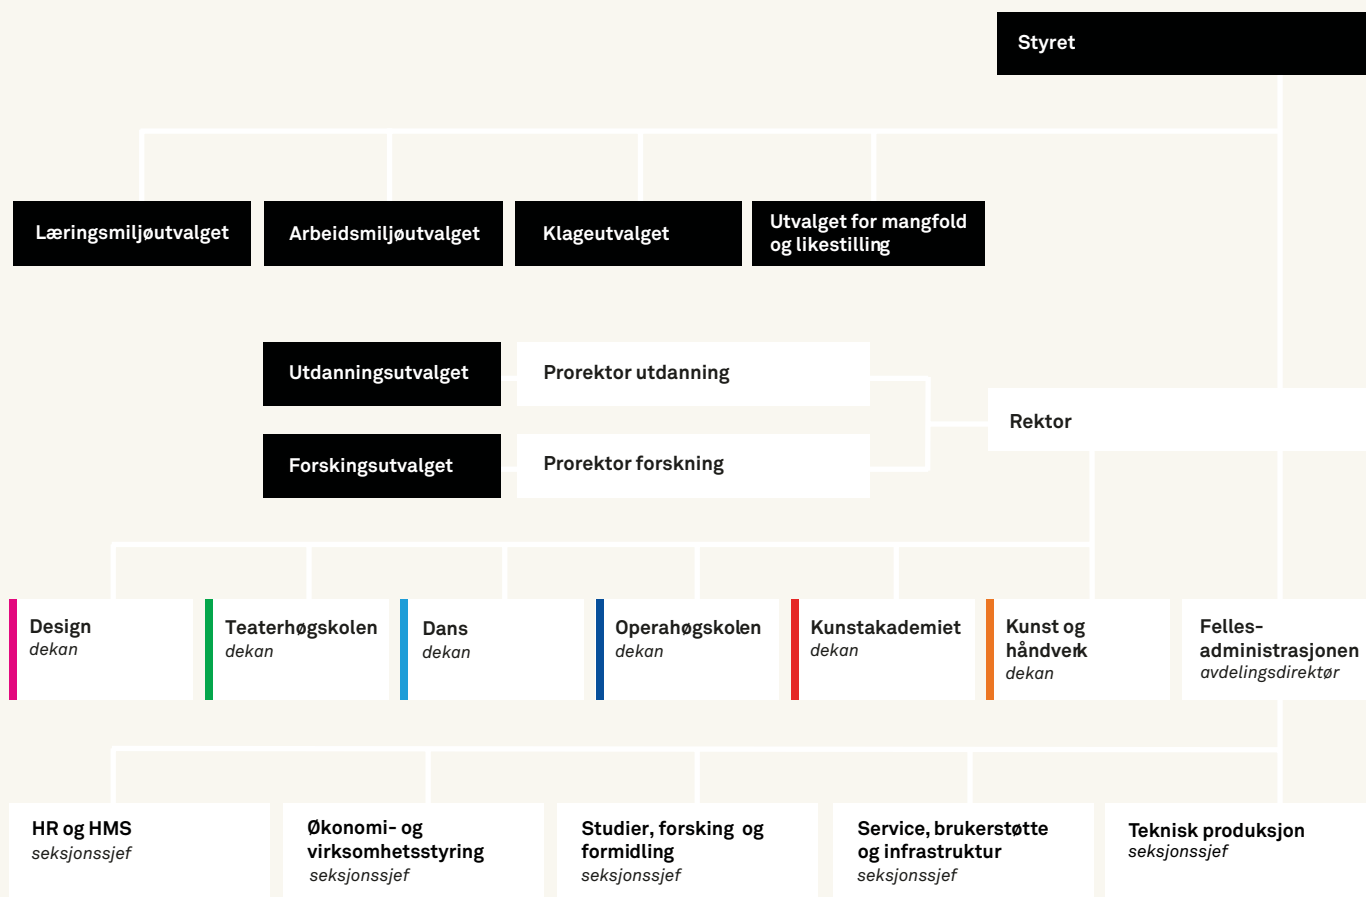 Styret
Læringsmiljøutvalget
Arbeidsmiljøutvalget
Klageutvalget
Utvalget for mangfold
og likestilling
Utdanningsutvalget
Prorektor utdanning
Rektor
Forskingsutvalget
Prorektor forskning
Design
dekan
Teaterhøgskolen
dekan
Dans
dekan
Operahøgskolen
dekan
Kunstakademiet
dekan
Kunst og
håndverk
dekan
Felles-
administrasjonen
avdelingsdirektør
HR og HMS
seksjonssjef
Økonomi- og
virksomhetsstyring
seksjonssjef
Studier, forsking og
formidling
seksjonssjef
Service, brukerstøtte
og infrastruktur
seksjonssjef
Teknisk produksjon
seksjonssjef